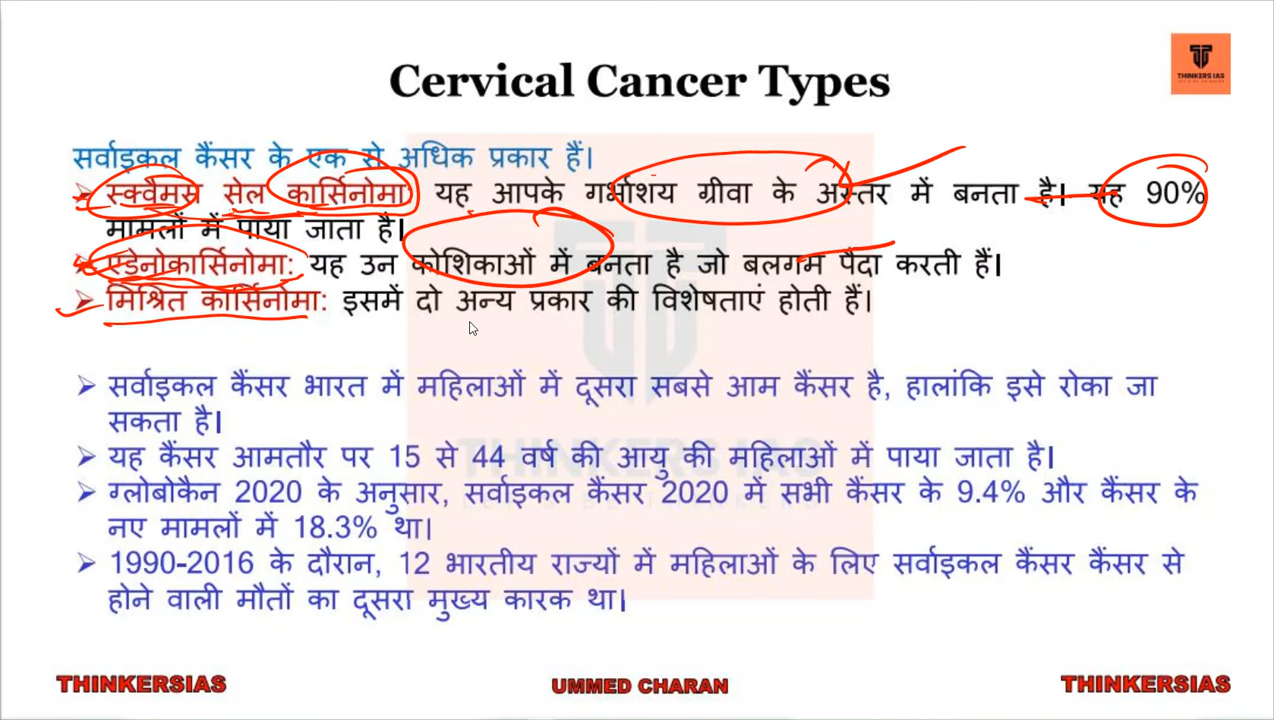 Cervical Cancer Types
THINKERS IAS
सर्वाइकल कैंसर के एक से अधिक प्रकार हैं।
स्क्वैमस सेल कार्सिनोमा यह आपके गर्भाशय ग्रीवा के अस्तर में बनता है। यह 90%
मामलों में पाया जाता है।
एडेनोकार्सिनोमा: यह उन कोशिकाओं में बनता है जो बलगम पैदा करती हैं।
मिश्रित कार्सिनोमा: इसमें दो अन्य प्रकार की विशेषताएं होती हैं।
सर्वाइकल कैंसर भारत में महिलाओं में दूसरा सबसे आम कैंसर है, हालांकि इसे रोका जा
सकता है।
यह कैंसर आमतौर पर 15 से 44 वर्ष की आयु की महिलाओं में पाया जाता है।
ग्लोबोकैन 2020 के अनुसार, सर्वाइकल कैंसर 2020 में सभी कैंसर के 9.4% और कैंसर के
नए मामलों में 18.3% था।
1990-2016 के दौरान, 12 भारतीय राज्यों में महिलाओं के लिए सर्वाइकल कैंसर कैंसर से
होने वाली मौतों का दूसरा मुख्य कारक था।
THINKERS IAS
THINKERSIAS
UMMED CHARAN
THINKERSIAS